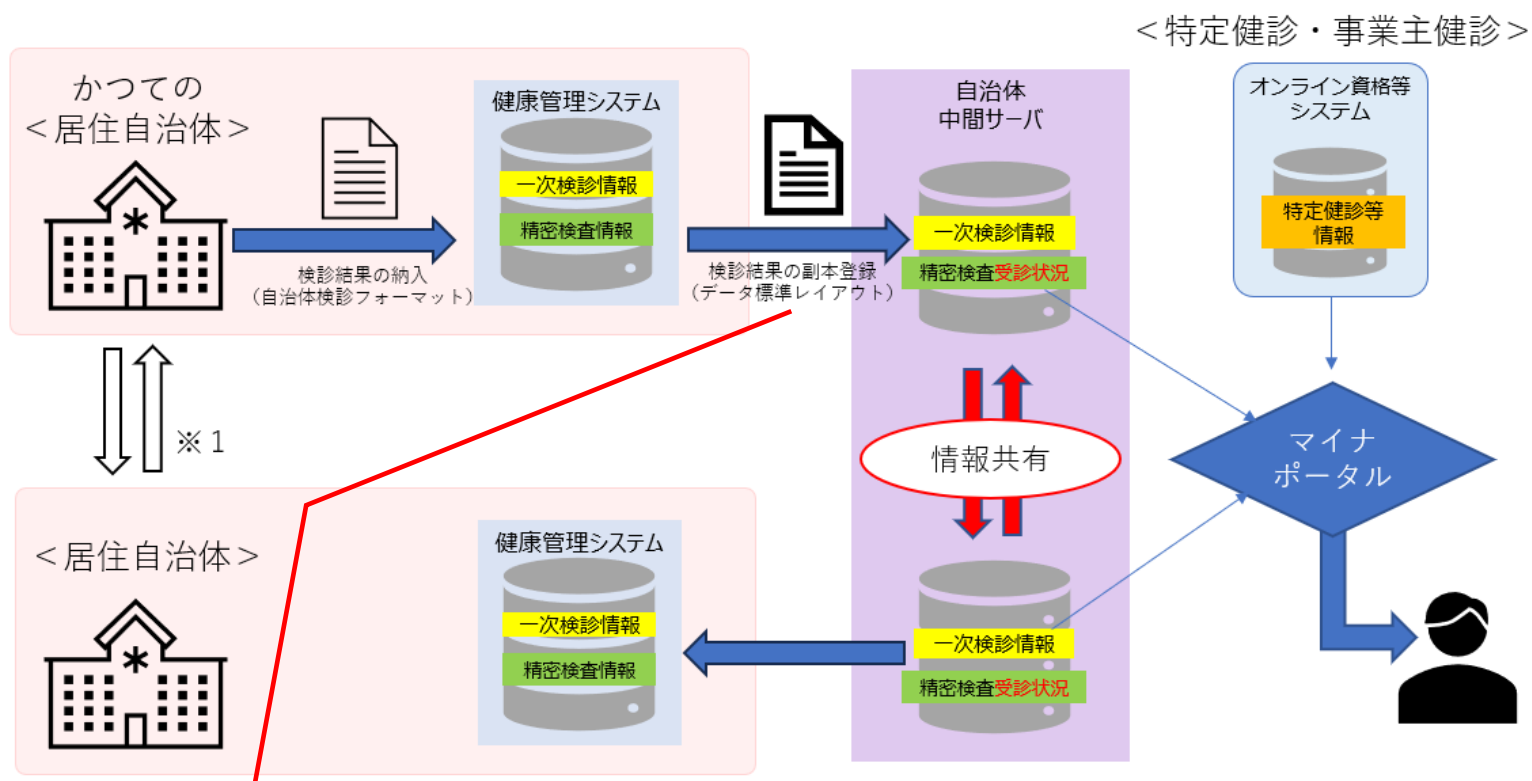 ＜特定健診・事業主健診＞
かつての
＜居住自治体＞
健康管理システム
一次検診情報
精密検査情報
検診結果の納入
（自治体検診フォーマット）
検診結果の副本登録
（データ標準レイアウト）
自治体
中間サーバ
一次検診情報
精密検査受診状況
オンライン資格等
システム
特定健診等
情報
※１
情報共有
マイナ
ポータル
＜居住自治体＞
健康管理システム
一次検診情報
精密検査情報
一次検診情報
精密検査受診状況